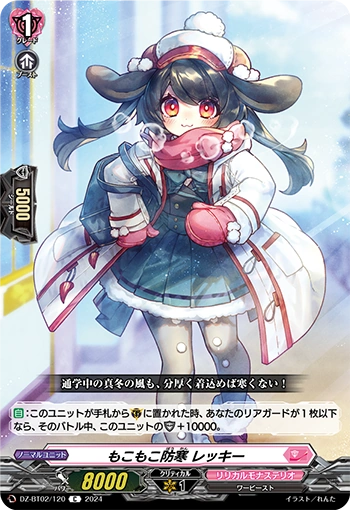 1
グレード
ブースト
5000
シールド
通学中の真冬の風も、分厚く着込めば寒くない！
自:このユニットが手札からGに置かれた時、あなたのリアガードが1枚以下
なら、そのバトル中、このユニットの+10000。
ノーマルユニット
もこもこ防寒 レッキー
パワー
8000
クリティカル
1
リリカルモナステリオ
ワービースト
DZ-BT02/120 C 2024
イラスト/れんた